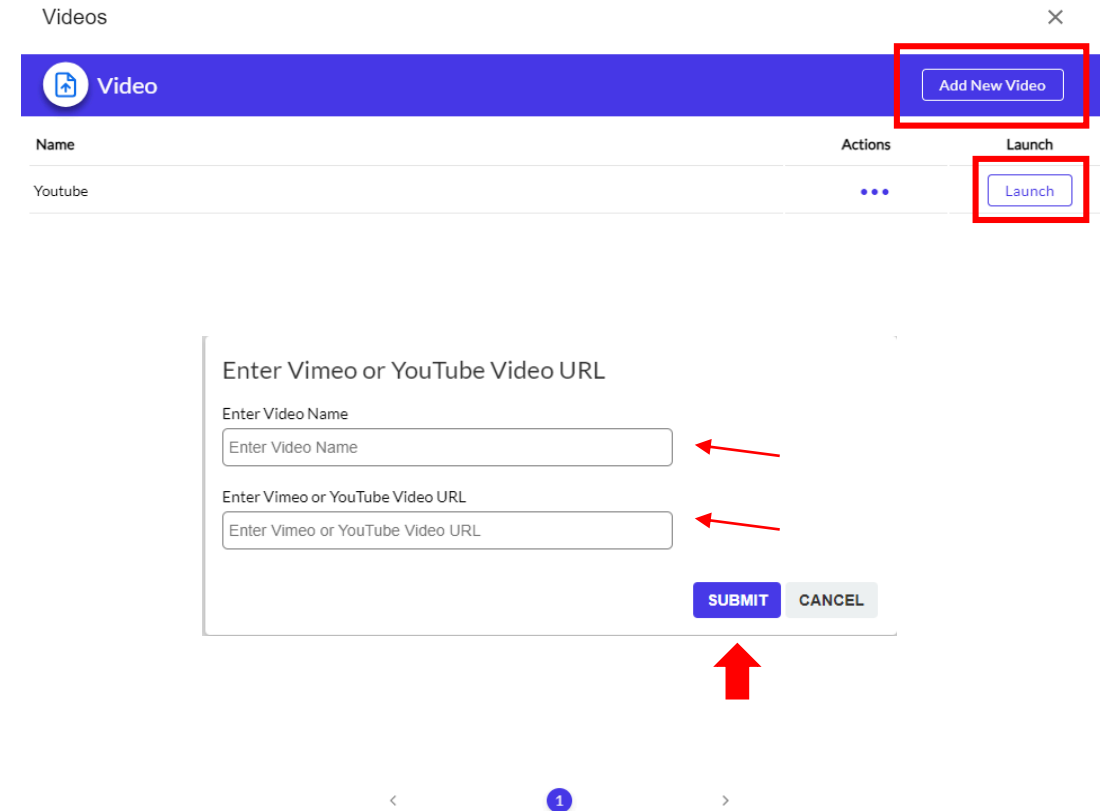 Videos
Video
Add New Video
Name Actions Launch
Youtube Launch
Enter Vimeo or YouTube Video URL
Enter Video Name
Enter Video Name
Enter Vimeo or YouTube Video URL
Enter Vimeo or YouTube Video URL
SUBMIT CANCEL
1